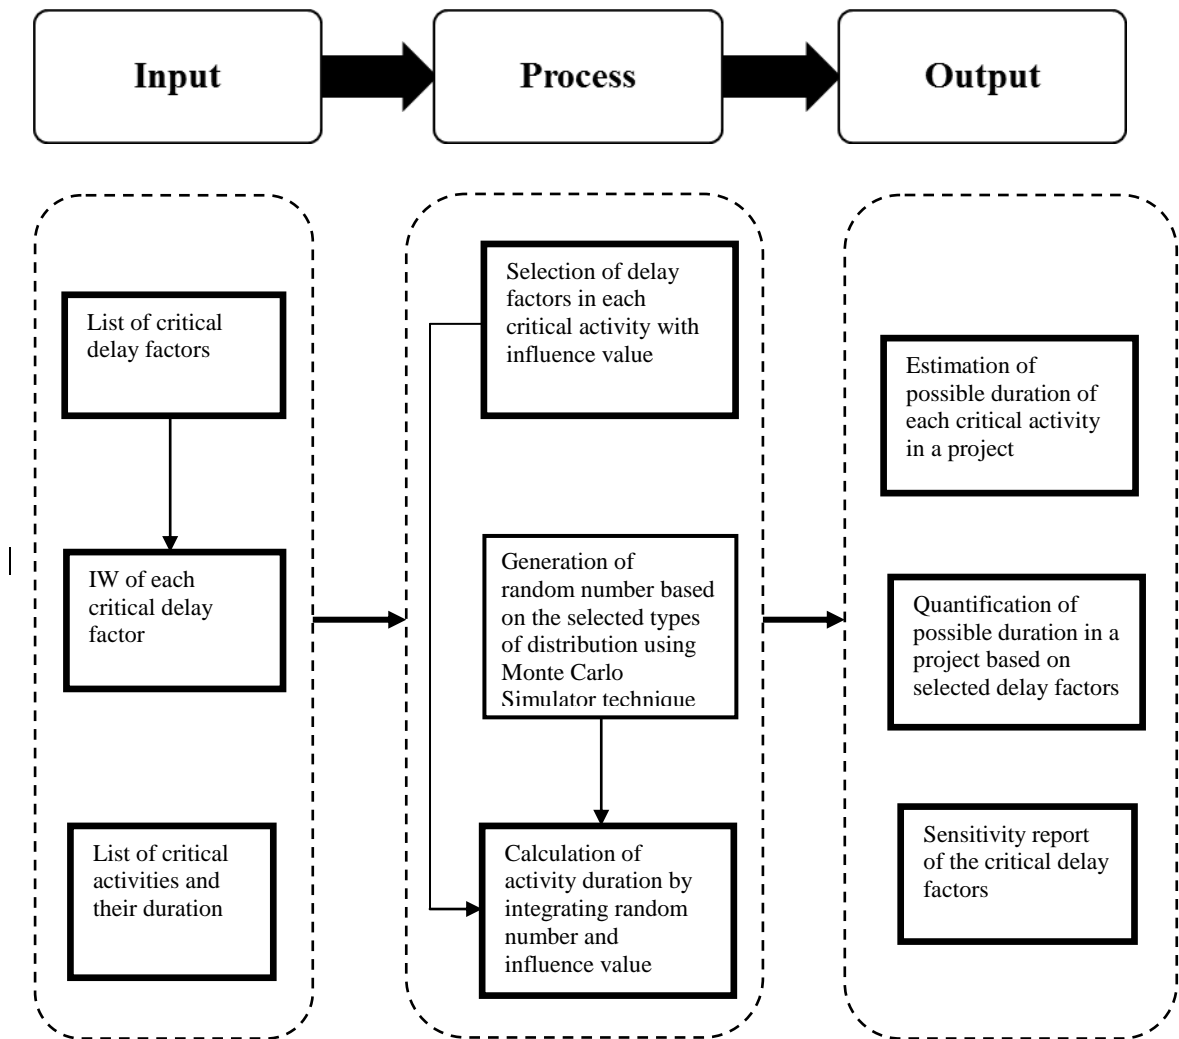 Input
Process
Output
List of critical
delay factors
IW of each
critical delay
factor
List of critical
activities and
their duration
Selection of delay
factors in each
critical activity with
influence value
Generation of
random number based
on the selected types
of distribution using
Monte Carlo
Simulator technique
Calculation of
activity duration by
integrating random
number and
influence value
Estimation of
possible duration of
each critical activity
in a project
Quantification of
possible duration in a
project based on
selected delay factors
Sensitivity report
of the critical delay
factors